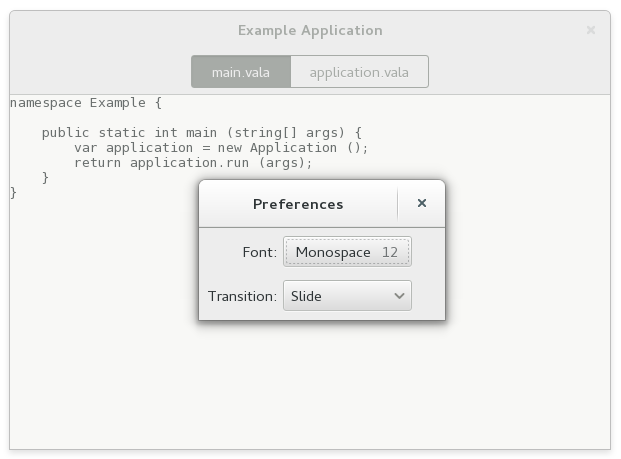 Example Application
main.vala application.vala
namespace Example {
    public static int main (string[] args) {
        var application = new Application ();
        return application.run (args);
    }
}
Preferences
Font: Monospace 12
Transition: Slide